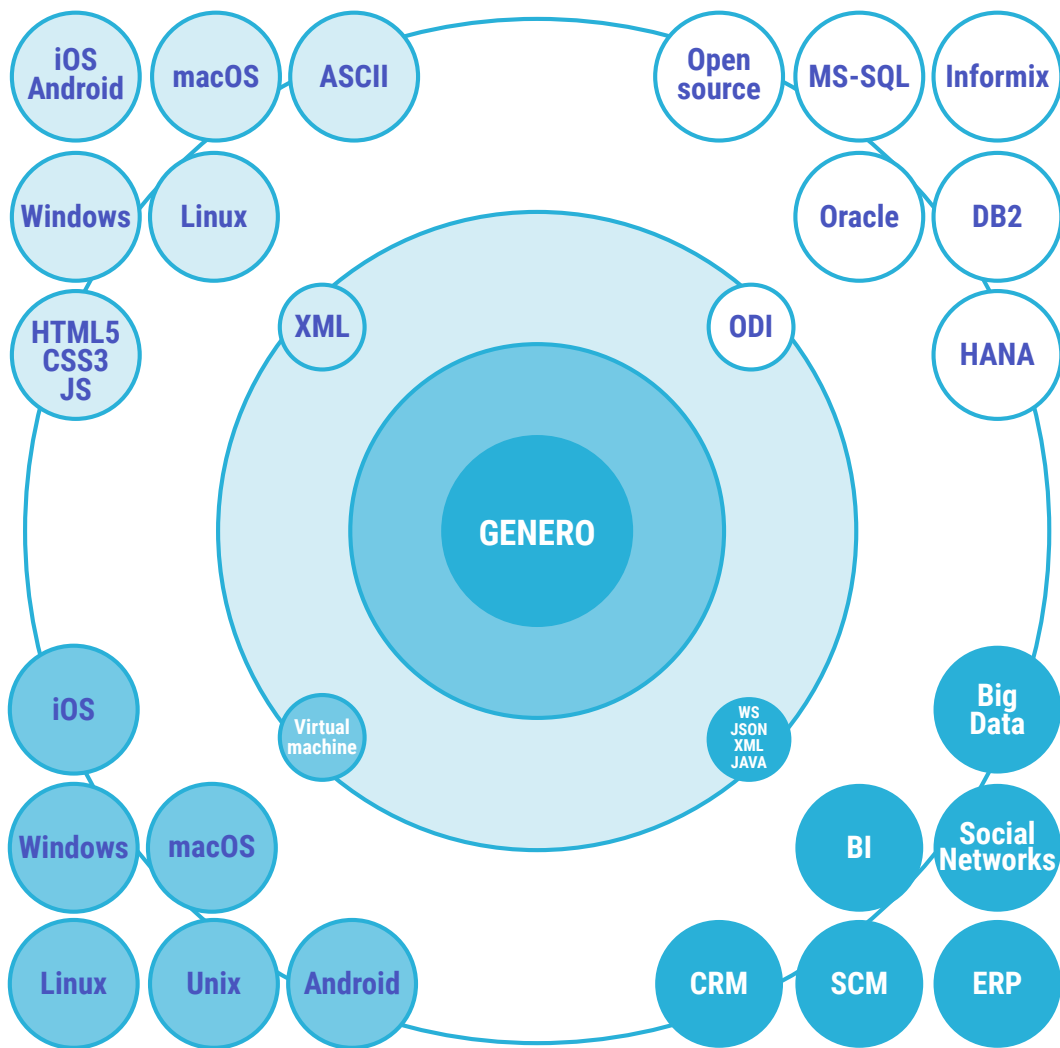 iOS
Android
macOS
ASCII
Open
source
MS-SQL
Informix
Windows
Linux
Oracle
DB2
HTML5
CSS3
JS
XML
ODI
HANA
GENERO
iOS
Virtual
machine
WS
JSON
XML
JAVA
Big
Data
Windows
macOS
BI
Social
Networks
Linux
Unix
Android
CRM
SCM
ERP